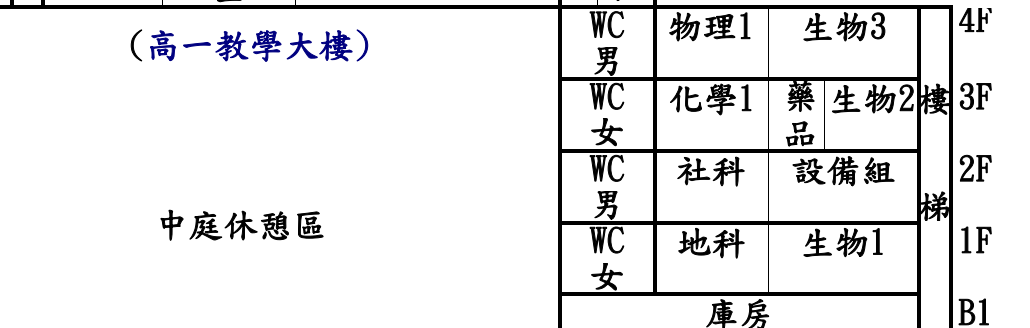 (高一教學大樓)
WC男 物理1 生物3 4F
WC女 化學1 藥品 生物2 3F
樓梯
WC男 社科 設備組 2F
中庭休憩區
WC女 地科 生物1 1F
庫房 B1